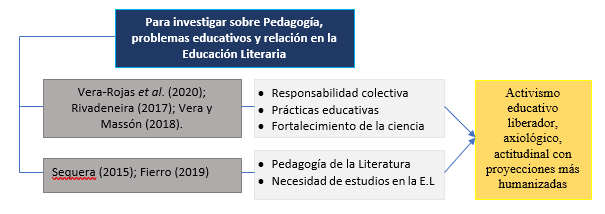 Para investigar sobre Pedagogía,
problemas educativos y relación en la
Educación Literaria
Vera-Rojas et al. (2020);
Rivadeneira (2017); Vera y
Massón (2018).
• Responsabilidad colectiva
• Prácticas educativas
• Fortalecimiento de la ciencia
Sequera (2015); Fierro (2019)
• Pedagogía de la Literatura
• Necesidad de estudios en la E.L
Activismo
educativo
liberador,
axiológico,
actitudinal con
proyecciones más
humanizadas